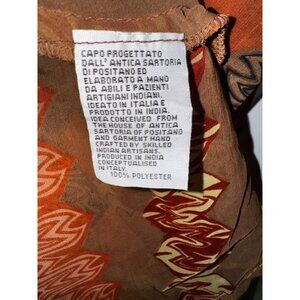 CAPO PROGETTATO
DALL' ANTICA SARTORIA
DI POSITANO ED
ELABORATO A MANO
DA ABILI E PAZIENTI
ARTIGIANI INDIANI.
IDEATO IN ITALIA E
PRODOTTO IN INDIA.
IDEA CONCEIVED FROM
THE HOUSE OF ANTICA
SARTORIA OF POSITANO
AND GARMENT HAND
CRAFTED BY SKILLED
INDIAN ARTISANS.
PRODUCED IN INDIA
CONCEPTUALISED
IN ITALY.
100% POLYESTER